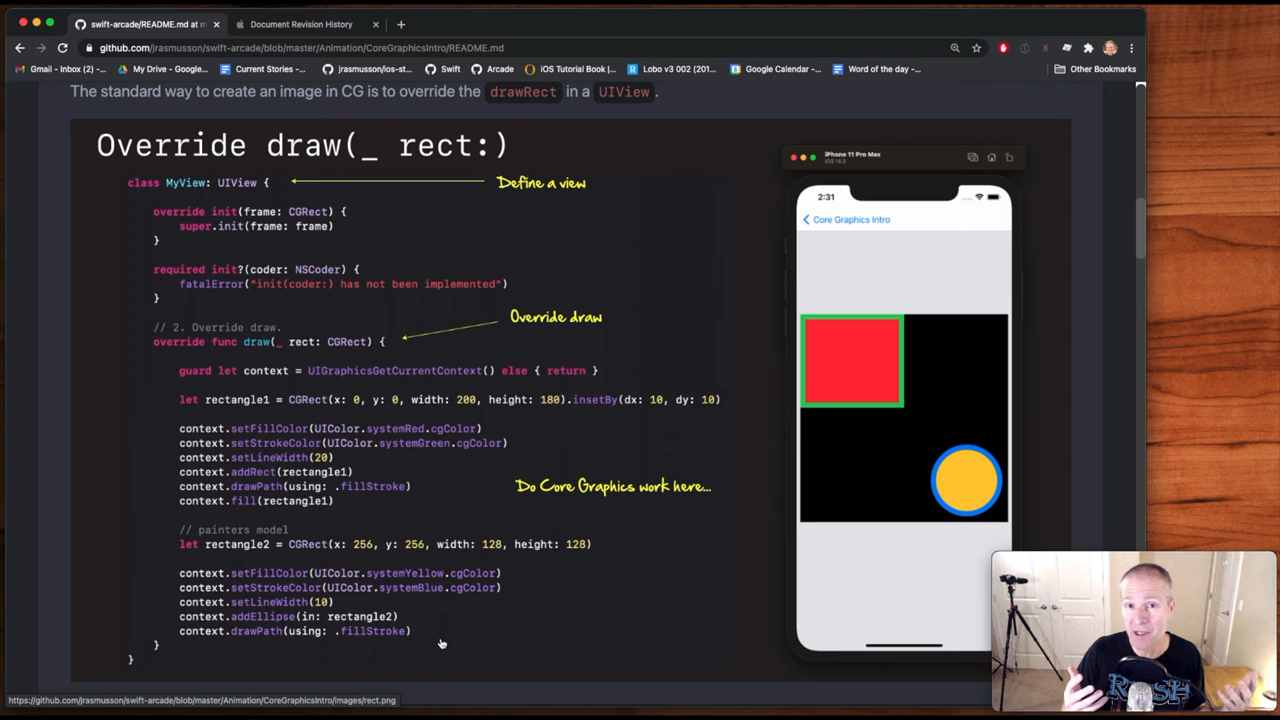 swift-arcade/README.md at m
Document Revision History
github.com/jrasmusson/swift-arcade/blob/master/Animation/CoreGraphicsIntro/README.md
Gmail - Inbox (2) -...
My Drive - Google...
Current Stories -...
jrasmusson/ios-st...
Swift
Arcade
iOS Tutorial Book |...
Lobo v3 002 (201...
Google Calendar -...
Word of the day -...
Other Bookmarks
The standard way to create an image in CG is to override the drawRect in a UIView .
Override draw(_ rect:)
class MyView: UIView {
Define a view
override init(frame: CGRect) {
super.init(frame: frame)
}
required init?(coder: NSCoder) {
fatalError("init(coder:) has not been implemented")
}
Override draw
// 2. Override draw.
override func draw(_ rect: CGRect) {
guard let context = UIGraphicsGetCurrentContext() else { return }
let rectangle1 = CGRect(x: 0, y: 0, width: 200, height: 180).insetBy(dx: 10, dy: 10)
context.setFillColor(UIColor.systemRed.cgColor)
context.setStrokeColor(UIColor.systemGreen.cgColor)
context.setLineWidth(20)
context.addRect(rectangle1)
context.drawPath(using: .fillStroke)
context.fill(rectangle1)
Do Core Graphics work here...
// painters model
let rectangle2 = CGRect(x: 256, y: 256, width: 128, height: 128)
context.setFillColor(UIColor.systemYellow.cgColor)
context.setStrokeColor(UIColor.systemBlue.cgColor)
context.setLineWidth(10)
context.addEllipse(in: rectangle2)
context.drawPath(using: .fillStroke)
}
}
iPhone 11 Pro Max
iOS 14.0
2:31
Core Graphics Intro
https://github.com/jrasmusson/swift-arcade/blob/master/Animation/CoreGraphicsIntro/images/rect.png